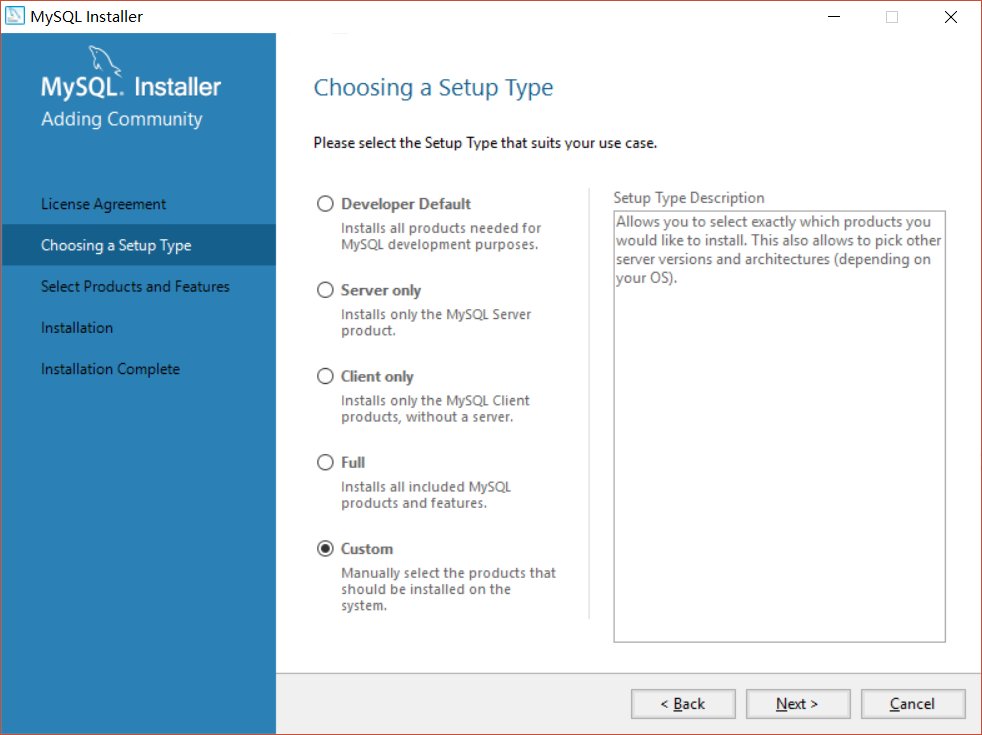 MySQL Installer
MySQL. Installer
Adding Community
License Agreement
Choosing a Setup Type
Select Products and Features
Installation
Installation Complete
Choosing a Setup Type
Please select the Setup Type that suits your use case.
Developer Default
Installs all products needed for
MySQL development purposes.
Server only
Installs only the MySQL Server
product.
Client only
Installs only the MySQL Client
products, without a server.
Full
Installs all included MySQL
products and features.
Custom
Manually select the products that
should be installed on the
system.
Setup Type Description
Allows you to select exactly which products you
would like to install. This also allows to pick other
server versions and architectures (depending on
your OS).
< Back
Next >
Cancel